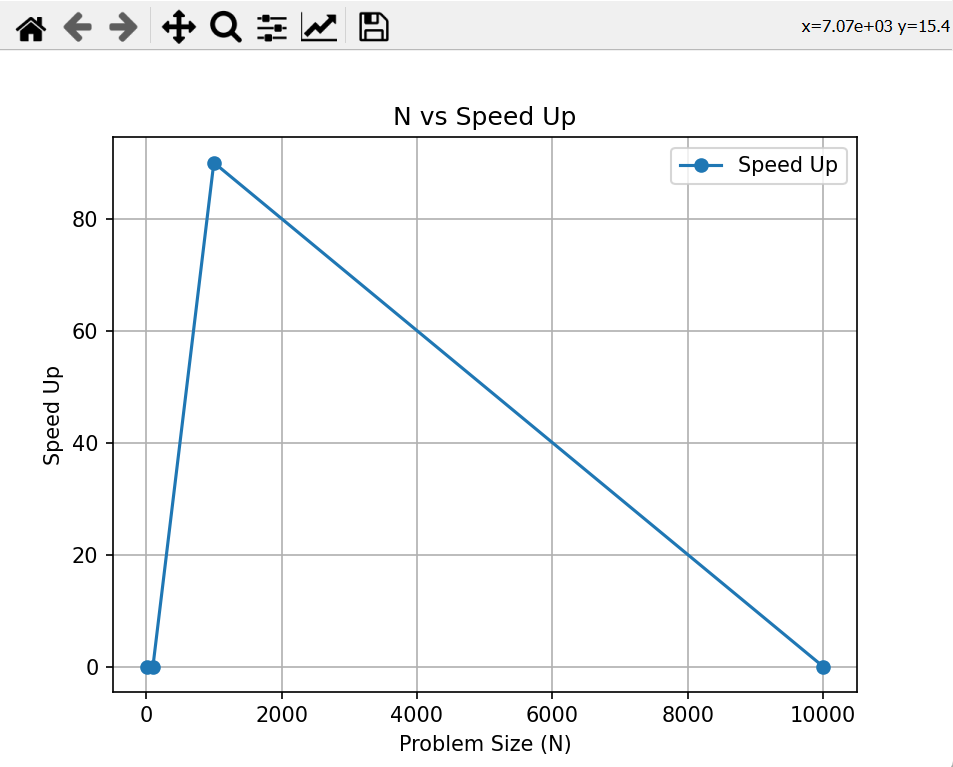 x=7.07e+03 y=15.4
N vs Speed Up
Speed Up
80
60
40
20
0
Speed Up
0 2000 4000 6000 8000 10000
Problem Size (N)